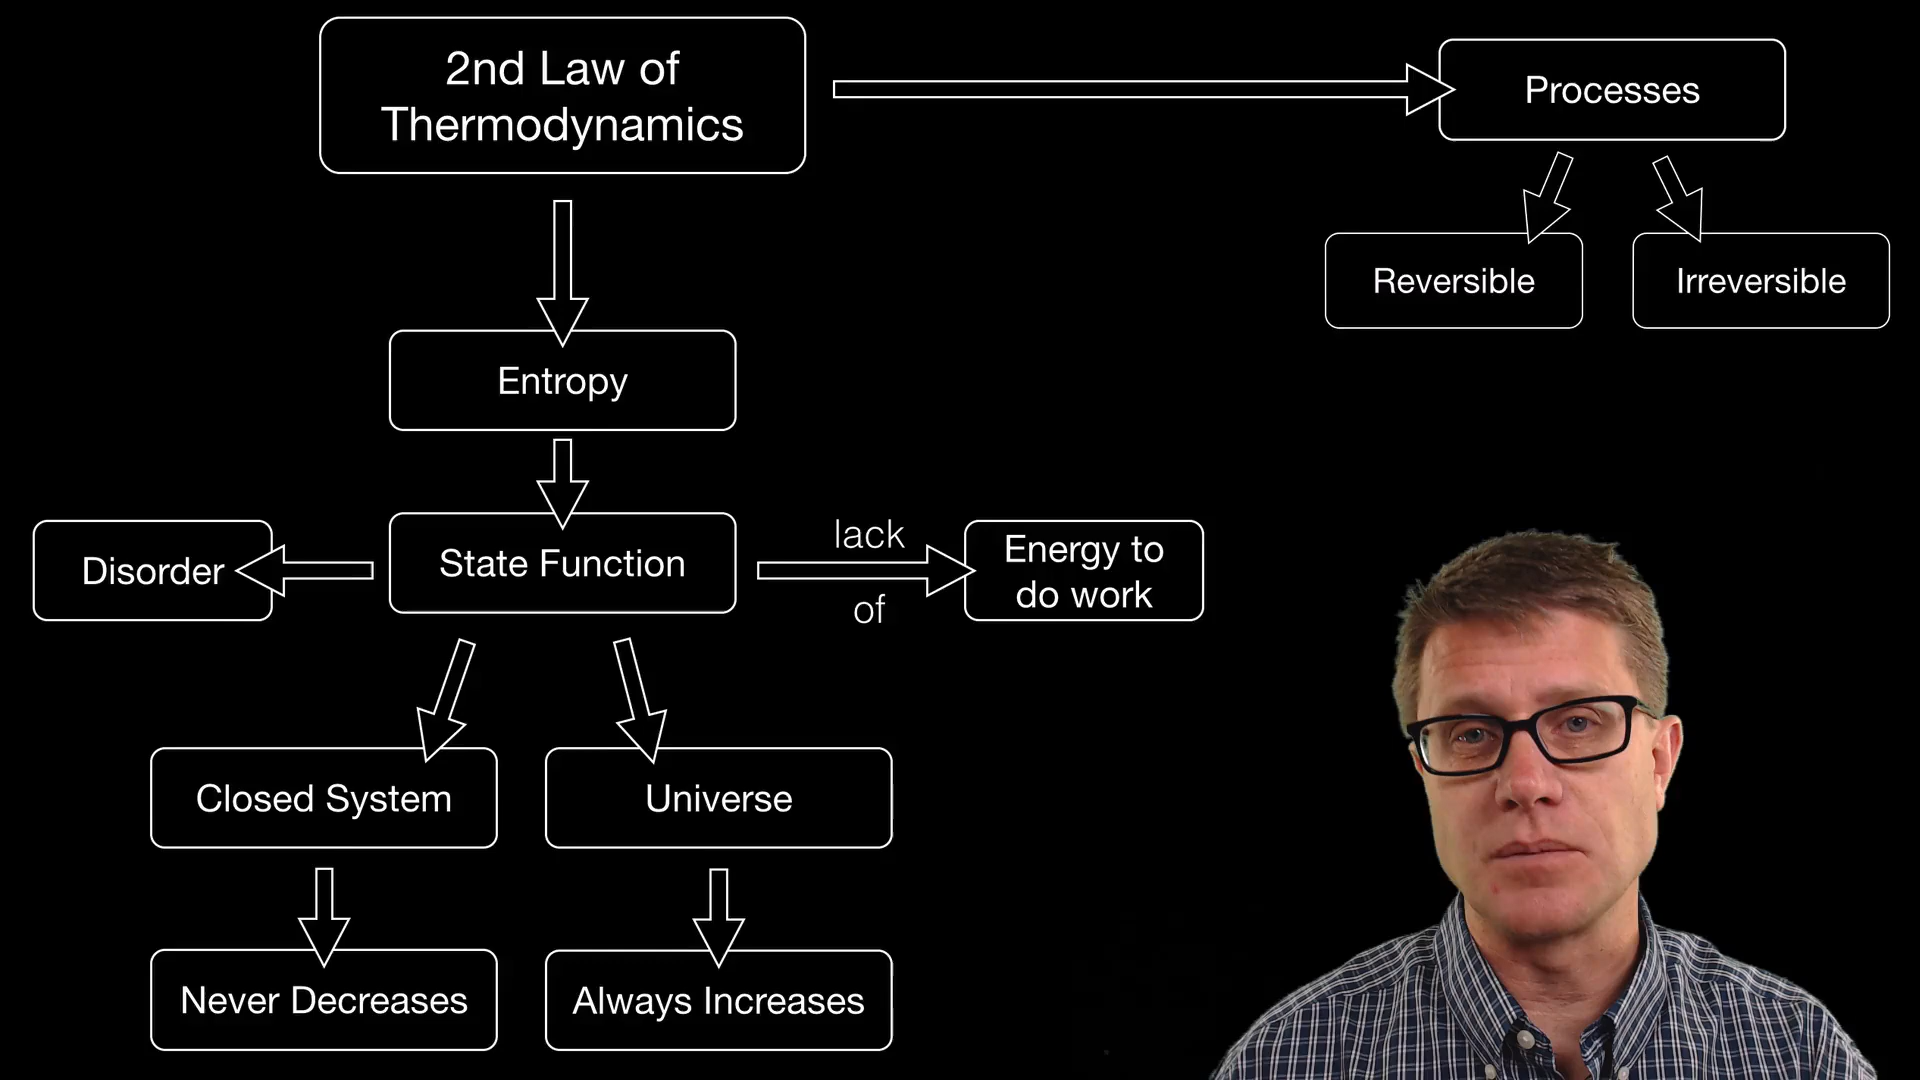 2nd Law of
Thermodynamics
Processes
Reversible
Irreversible
Entropy
Disorder
State Function
lack
of
Energy to
do work
Closed System
Universe
Never Decreases
Always Increases